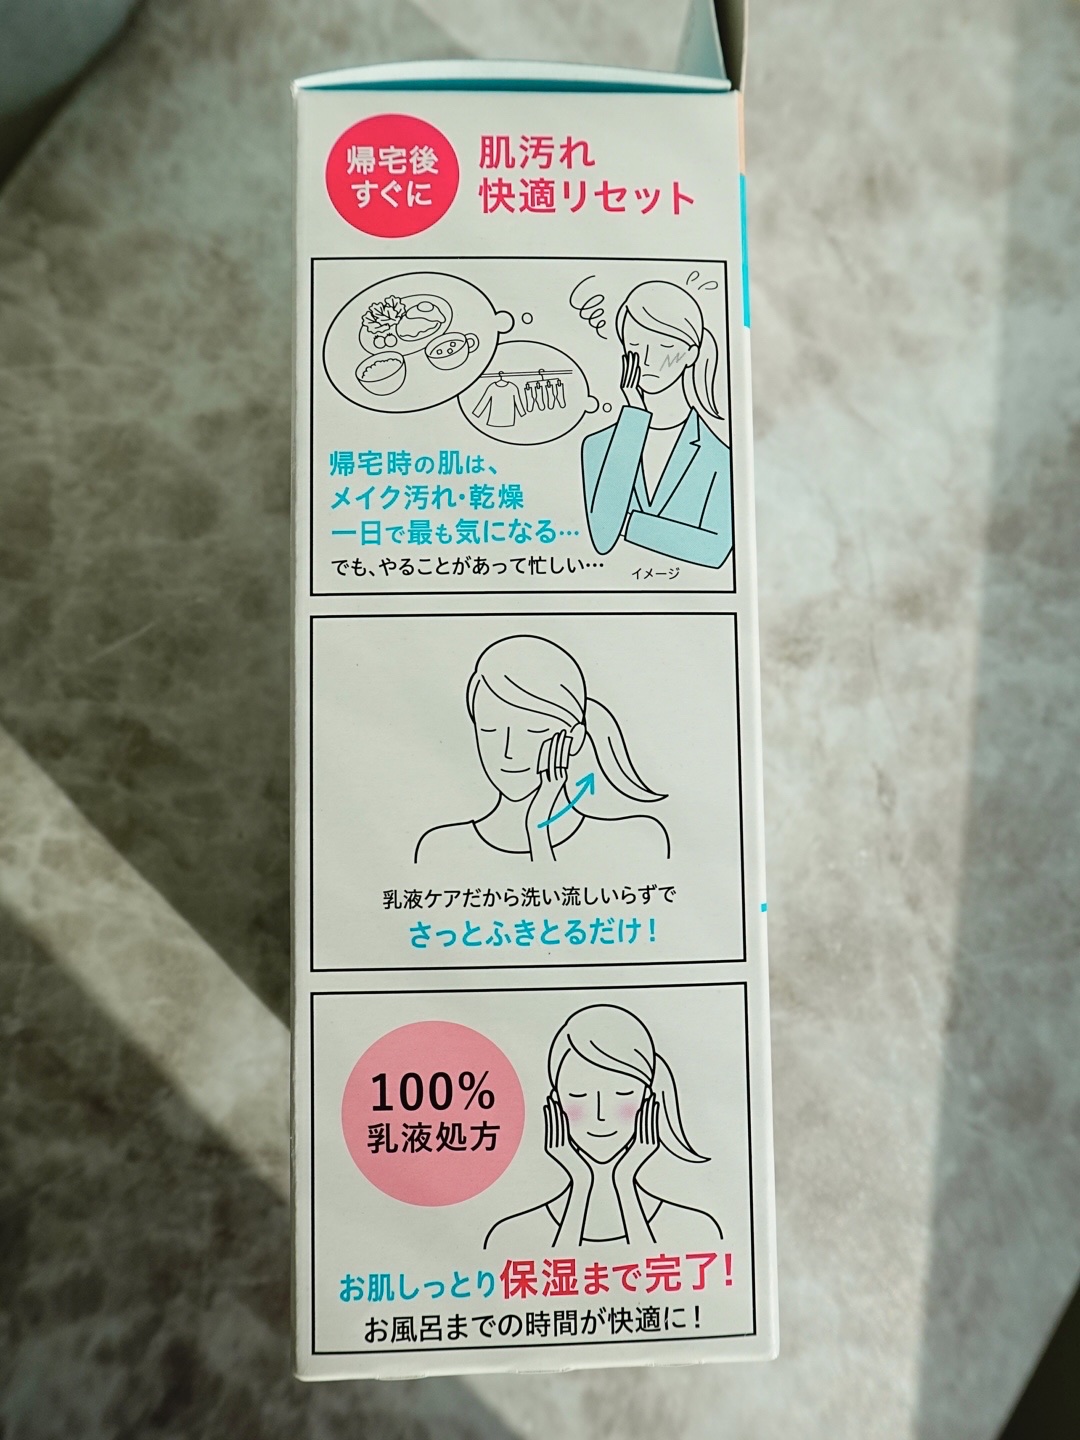 帰宅後
すぐに
肌汚れ
快適リセット
帰宅時の肌は、
メイク汚れ・乾燥
一日で最も気になる…
でも、やることがあって忙しい…
イメージ
乳液ケアだから洗い流しいらずで
さっとふきとるだけ！
100%
乳液処方
お肌しっとり保湿まで完了！
お風呂までの時間が快適に！